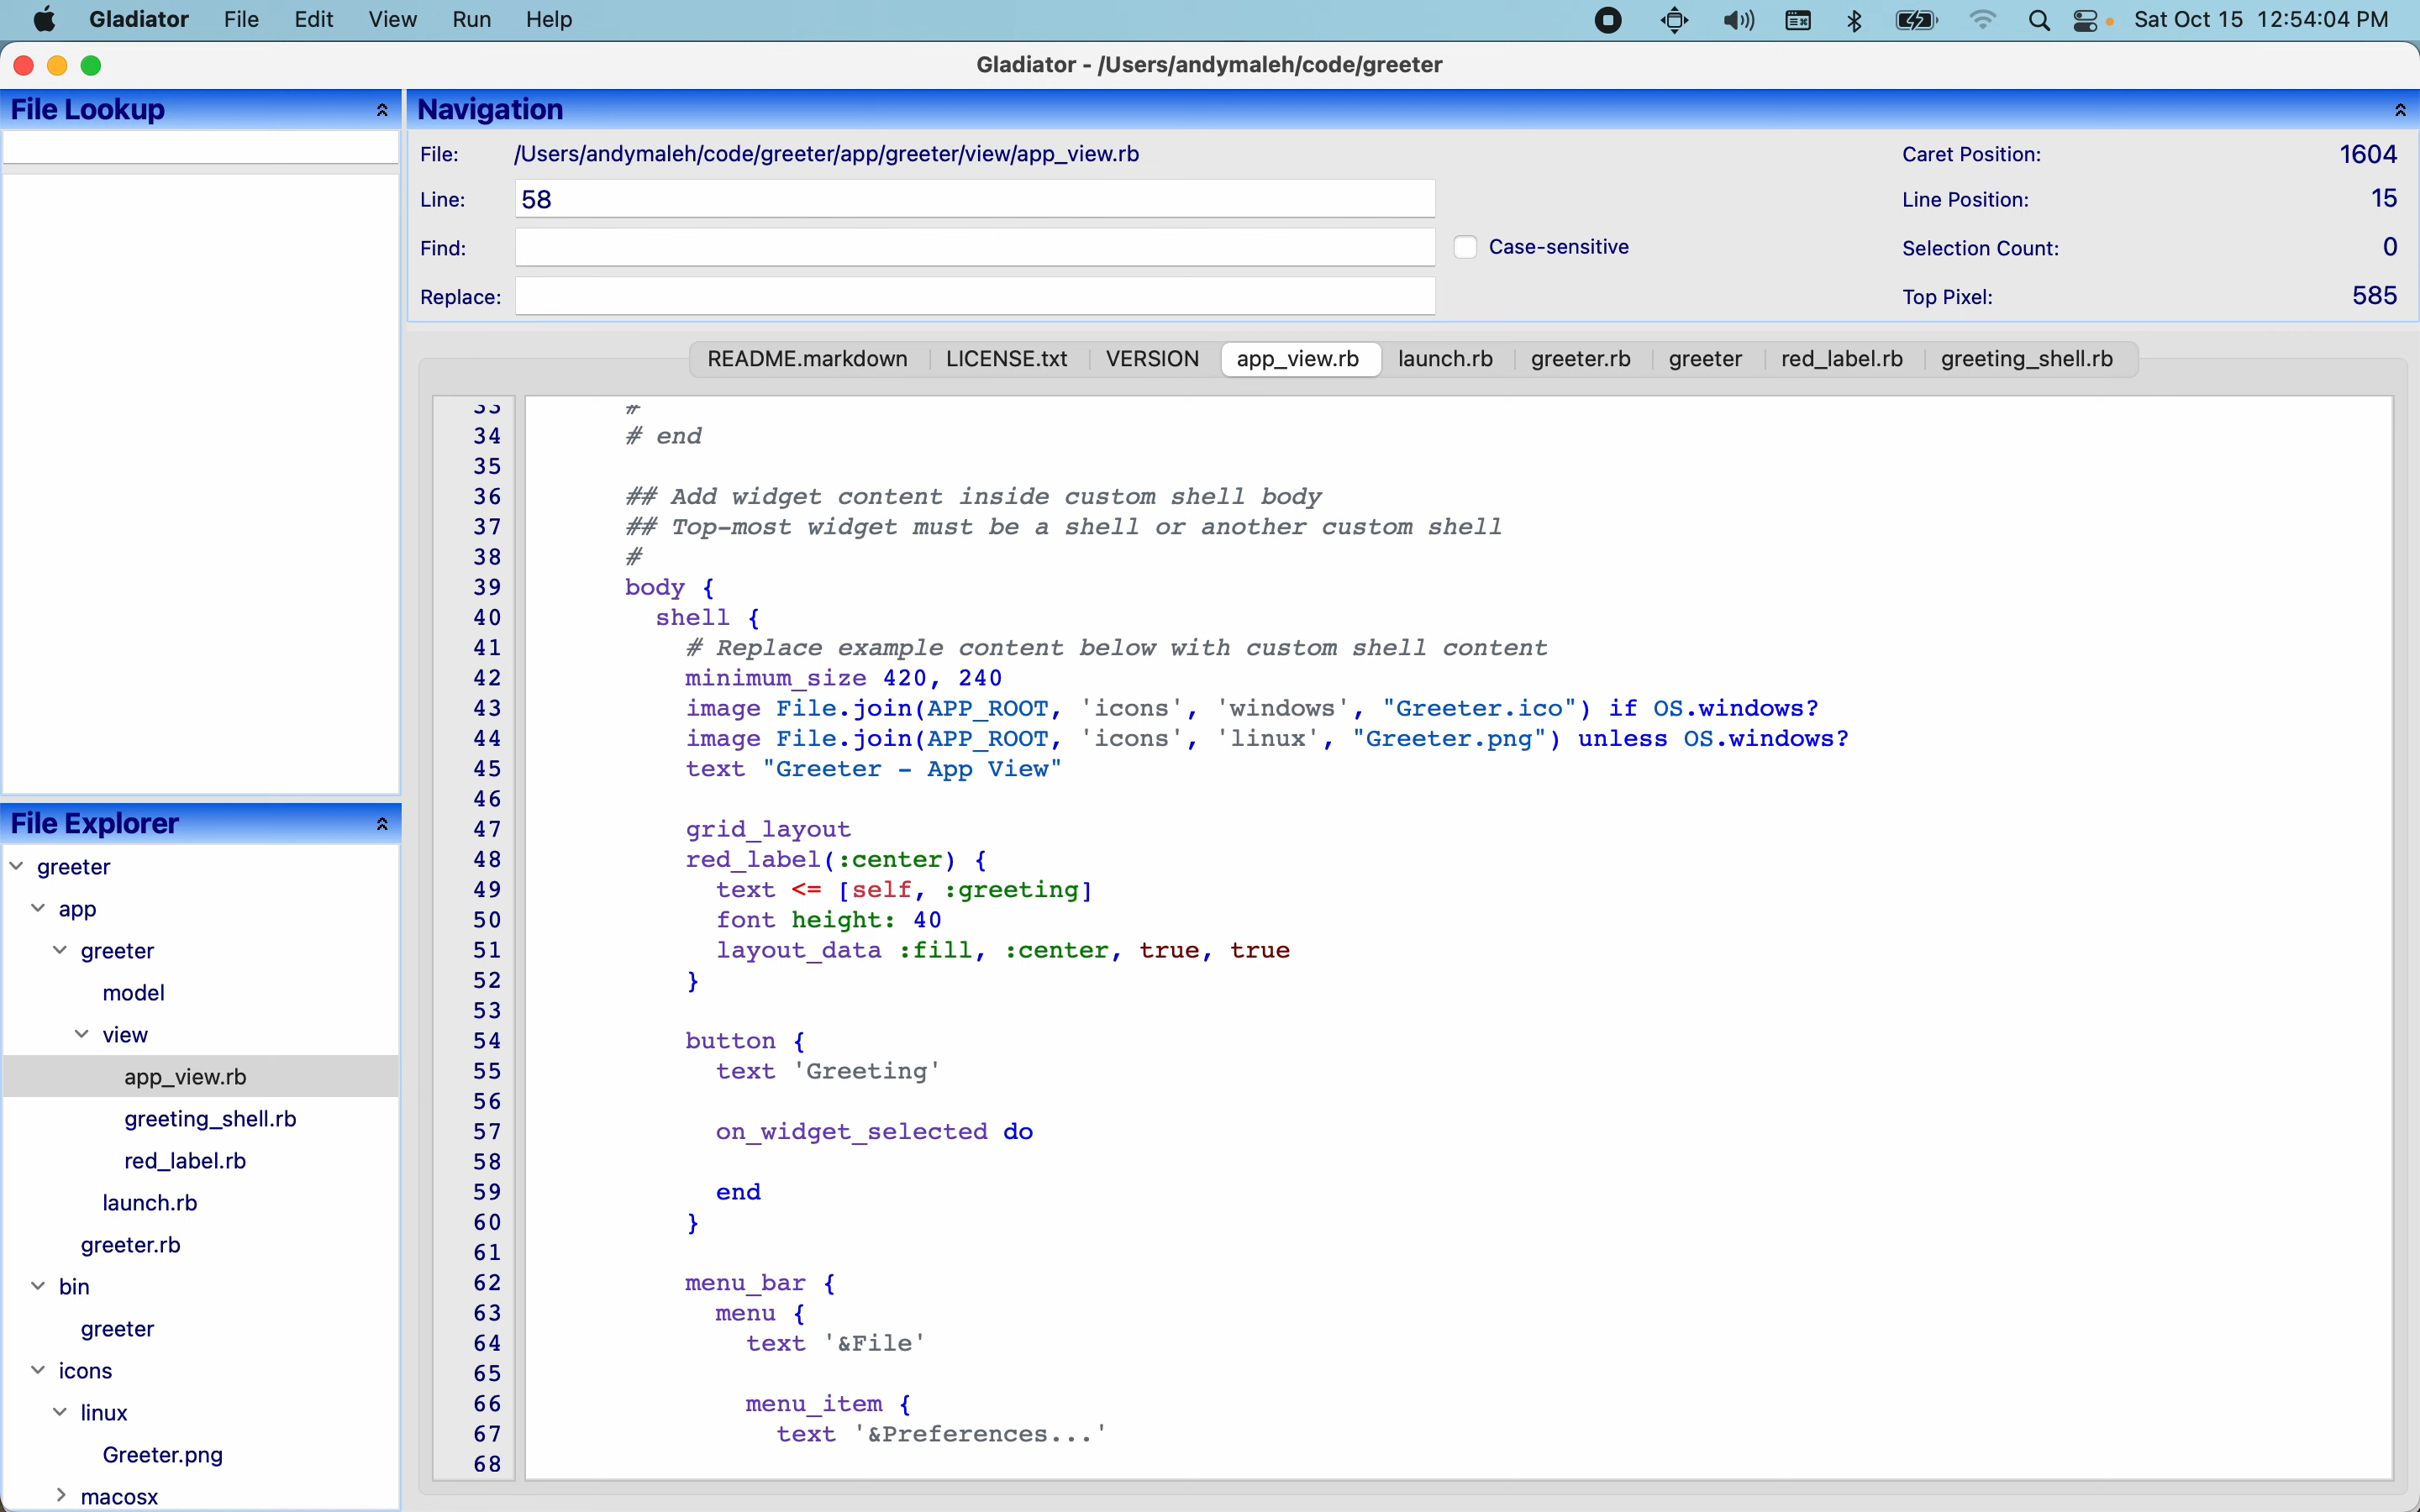 Gladiator File Edit View Run Help Sat Oct 15 12:54:04 PM
Gladiator - /Users/andymaleh/code/greeter
File Lookup
Navigation
File: /Users/andymaleh/code/greeter/app/greeter/view/app_view.rb Caret Position: 1604
Line: 58 Line Position: 15
Find: Case-sensitive Selection Count: 0
Replace: Top Pixel: 585
README.markdown LICENSE.txt VERSION app_view.rb launch.rb greeter.rb greeter red_label.rb greeting_shell.rb
33 #
34 # end
35
36 ## Add widget content inside custom shell body
37 ## Top-most widget must be a shell or another custom shell
38 #
39 body {
40 shell {
41 # Replace example content below with custom shell content
42 minimum_size 420, 240
43 image File.join(APP_ROOT, 'icons', 'windows', "Greeter.ico") if OS.windows?
44 image File.join(APP_ROOT, 'icons', 'linux', "Greeter.png") unless OS.windows?
45 text "Greeter - App View"
46
47 grid_layout
48 red_label(:center) {
49 text <= [self, :greeting]
50 font height: 40
51 layout_data :fill, :center, true, true
52 }
53
54 button {
55 text 'Greeting'
56
57 on_widget_selected do
58
59 end
60 }
61
62 menu_bar {
63 menu {
64 text '&File'
65
66 menu_item {
67 text '&Preferences...'
68
File Explorer
greeter
app
greeter
model
view
app_view.rb
greeting_shell.rb
red_label.rb
launch.rb
greeter.rb
bin
greeter
icons
linux
Greeter.png
macosx